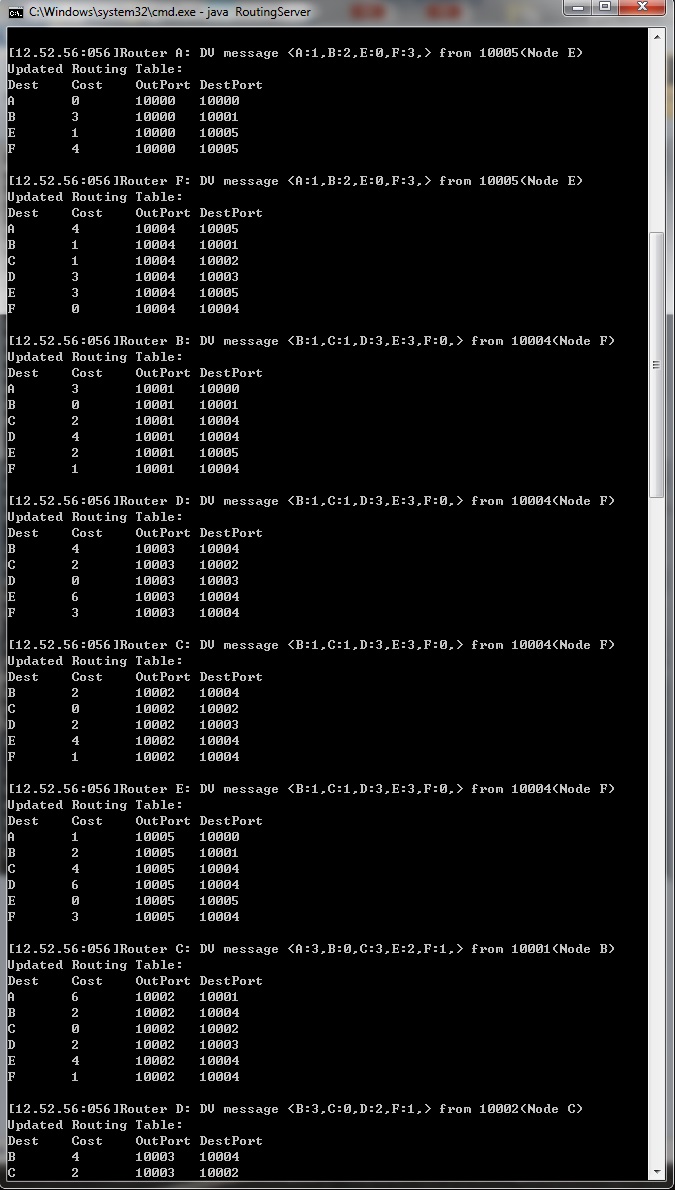 C:\Windows\system32\cmd.exe - java  RoutingServer
[12.52.56:056]Router A: DV message <A:1,B:2,E:0,F:3,> from 10005(Node E)
Updated Routing Table:
Dest    Cost    OutPort DestPort
A       0       10000   10000
B       3       10000   10001
E       1       10000   10005
F       4       10000   10005
[12.52.56:056]Router F: DV message <A:1,B:2,E:0,F:3,> from 10005(Node E)
Updated Routing Table:
Dest    Cost    OutPort DestPort
A       4       10004   10005
B       1       10004   10001
C       1       10004   10002
D       3       10004   10003
E       3       10004   10005
F       0       10004   10004
[12.52.56:056]Router B: DV message <B:1,C:1,D:3,E:3,F:0,> from 10004(Node F)
Updated Routing Table:
Dest    Cost    OutPort DestPort
A       3       10001   10000
B       0       10001   10001
C       2       10001   10004
D       4       10001   10004
E       2       10001   10005
F       1       10001   10004
[12.52.56:056]Router D: DV message <B:1,C:1,D:3,E:3,F:0,> from 10004(Node F)
Updated Routing Table:
Dest    Cost    OutPort DestPort
B       4       10003   10004
C       2       10003   10002
D       0       10003   10003
E       6       10003   10004
F       3       10003   10004
[12.52.56:056]Router C: DV message <B:1,C:1,D:3,E:3,F:0,> from 10004(Node F)
Updated Routing Table:
Dest    Cost    OutPort DestPort
B       2       10002   10004
C       0       10002   10002
D       2       10002   10003
E       4       10002   10004
F       1       10002   10004
[12.52.56:056]Router E: DV message <B:1,C:1,D:3,E:3,F:0,> from 10004(Node F)
Updated Routing Table:
Dest    Cost    OutPort DestPort
A       1       10005   10000
B       2       10005   10001
C       4       10005   10004
D       6       10005   10004
E       0       10005   10005
F       3       10005   10004
[12.52.56:056]Router C: DV message <A:3,B:0,C:3,E:2,F:1,> from 10001(Node B)
Updated Routing Table:
Dest    Cost    OutPort DestPort
A       6       10002   10001
B       2       10002   10004
C       0       10002   10002
D       2       10002   10003
E       4       10002   10004
F       1       10002   10004
[12.52.56:056]Router D: DV message <B:3,C:0,D:2,F:1,> from 10002(Node C)
Updated Routing Table:
Dest    Cost    OutPort DestPort
B       4       10003   10004
C       2       10003   10002